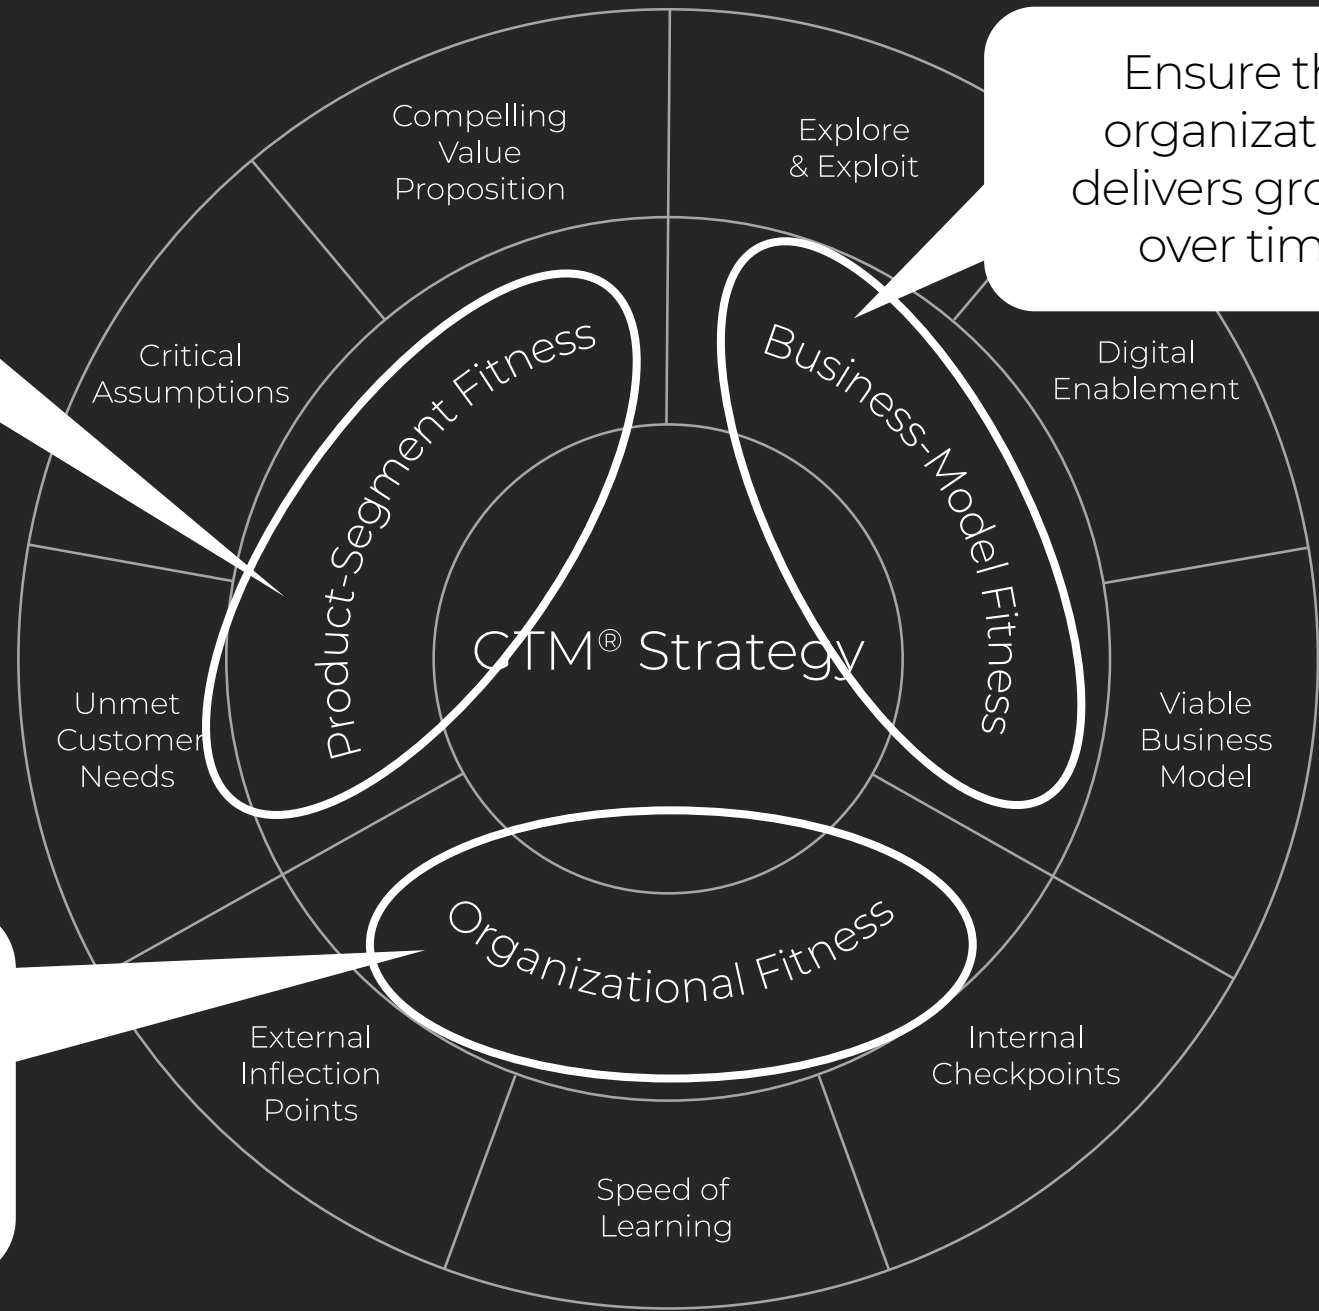 Compelling
Value
Proposition
Explore
& Exploit
Ensure th
organizat
delivers gro
over tim
Critical
Assumptions
Digital
Enablement
Product-Segment Fitness
Business-Model Fitness
CTM® Strategy
Unmet
Customer
Needs
Viable
Business
Model
Organizational Fitness
External
Inflection
Points
Internal
Checkpoints
Speed of
Learning